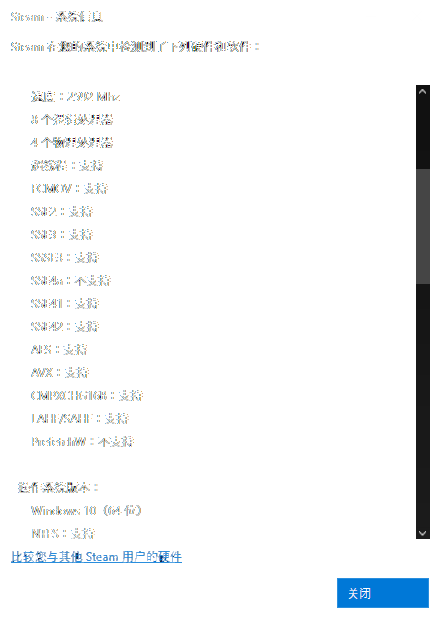 Steam - 系统信息
Steam 在您的系统中检测到了下列硬件和软件：
速度：2592 Mhz
8 个逻辑处理器
4 个物理处理器
超线程：支持
FCMOV：支持
SSE2：支持
SSE3：支持
SSSE3：支持
SSE4a：不支持
SSE41：支持
SSE42：支持
AES：支持
AVX：支持
CMPXCHG16B：支持
LAHF/SAHF：支持
PrefetchW：不支持
操作系统版本：
Windows 10（64 位）
NTFS：支持
比较您与其他 Steam 用户的硬件
关闭